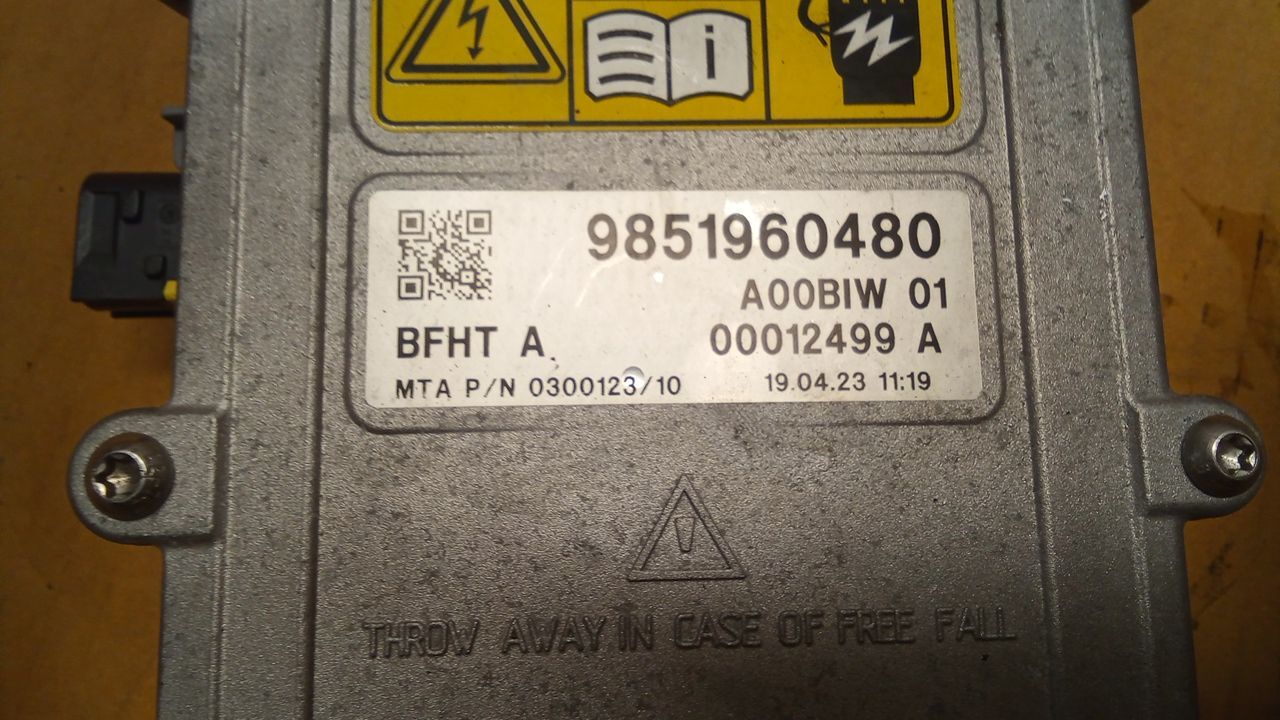 i
9851960480
A00BIW 01
BFHT A 00012499 A
MTA P/N 0300123/10 19.04.23 11:19
THROW AWAY IN CASE OF FREE FALL